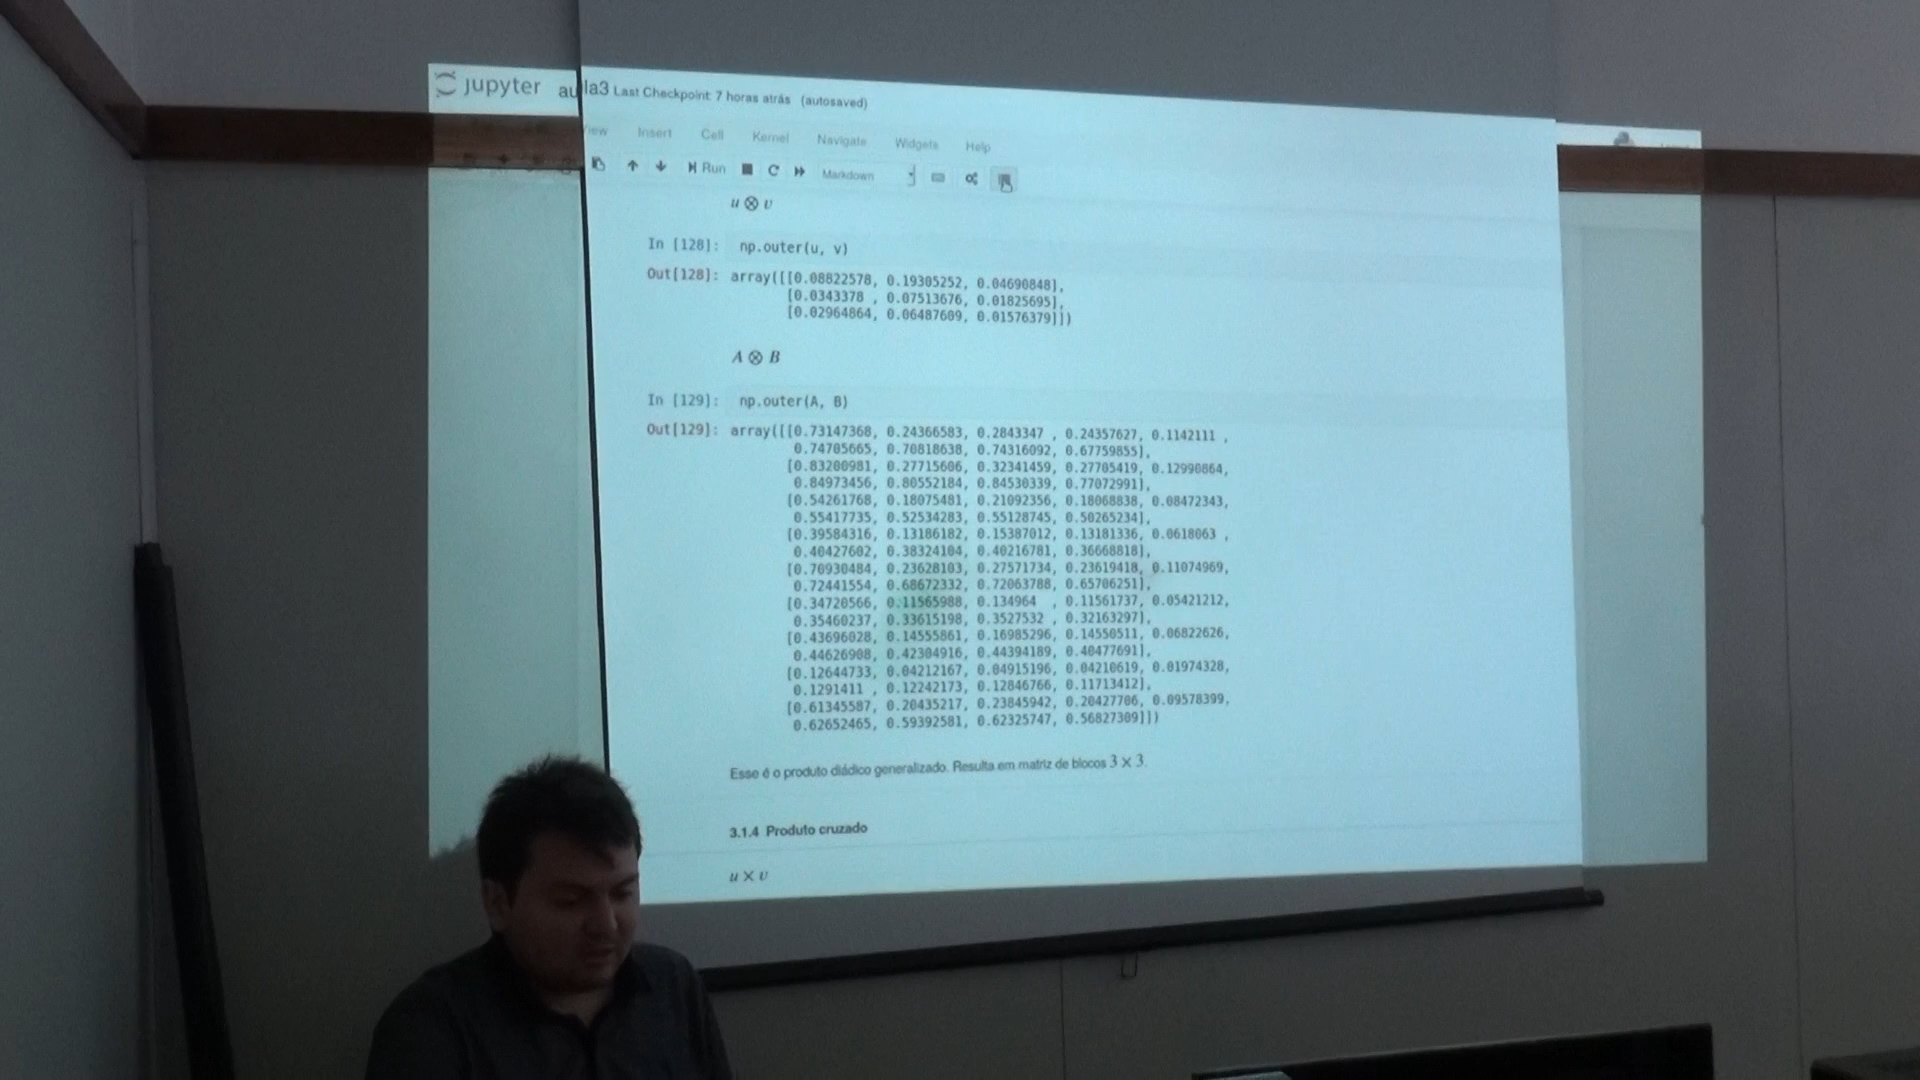 jupyter aula3 Last Checkpoint: 7 horas atrás (autosaved)
View Insert Cell Kernel Navigate Widgets Help
Run Markdown
u ⊗ v
In [128]: np.outer(u, v)
Out[128]: array([[0.08822578, 0.19305252, 0.04690848],
[0.0343378 , 0.07513676, 0.01825695],
[0.02964864, 0.06487609, 0.01576379]])
A ⊗ B
In [129]: np.outer(A, B)
Out[129]: array([[0.73147368, 0.24366583, 0.2843347 , 0.24357627, 0.1142111 ,
0.74705665, 0.70818638, 0.74316092, 0.67759855],
[0.83200981, 0.27715606, 0.32341459, 0.27705419, 0.12990864,
0.84973456, 0.80552184, 0.84530339, 0.77072991],
[0.54261768, 0.18075481, 0.21092356, 0.18068838, 0.08472343,
0.55417735, 0.52534283, 0.55128745, 0.50265234],
[0.39584316, 0.13186182, 0.15387012, 0.13181336, 0.0618063 ,
0.40427602, 0.38324104, 0.40216781, 0.36668818],
[0.70930484, 0.23628103, 0.27571734, 0.23619418, 0.11074969,
0.72441554, 0.68672332, 0.72063788, 0.65706251],
[0.34720566, 0.11565988, 0.134964 , 0.11561737, 0.05421212,
0.35460237, 0.33615198, 0.3527532 , 0.32163297],
[0.43696028, 0.14555861, 0.16985296, 0.14550511, 0.06822626,
0.44626908, 0.42304916, 0.44394189, 0.40477691],
[0.12644733, 0.04212167, 0.04915196, 0.04210619, 0.01974328,
0.1291411 , 0.12242173, 0.12846766, 0.11713412],
[0.61345587, 0.20435217, 0.23845942, 0.20427706, 0.09578399,
0.62652465, 0.59392581, 0.62325747, 0.56827309]])
Esse é o produto diádico generalizado. Resulta em matriz de blocos 3 × 3.
3.1.4 Produto cruzado
u × v